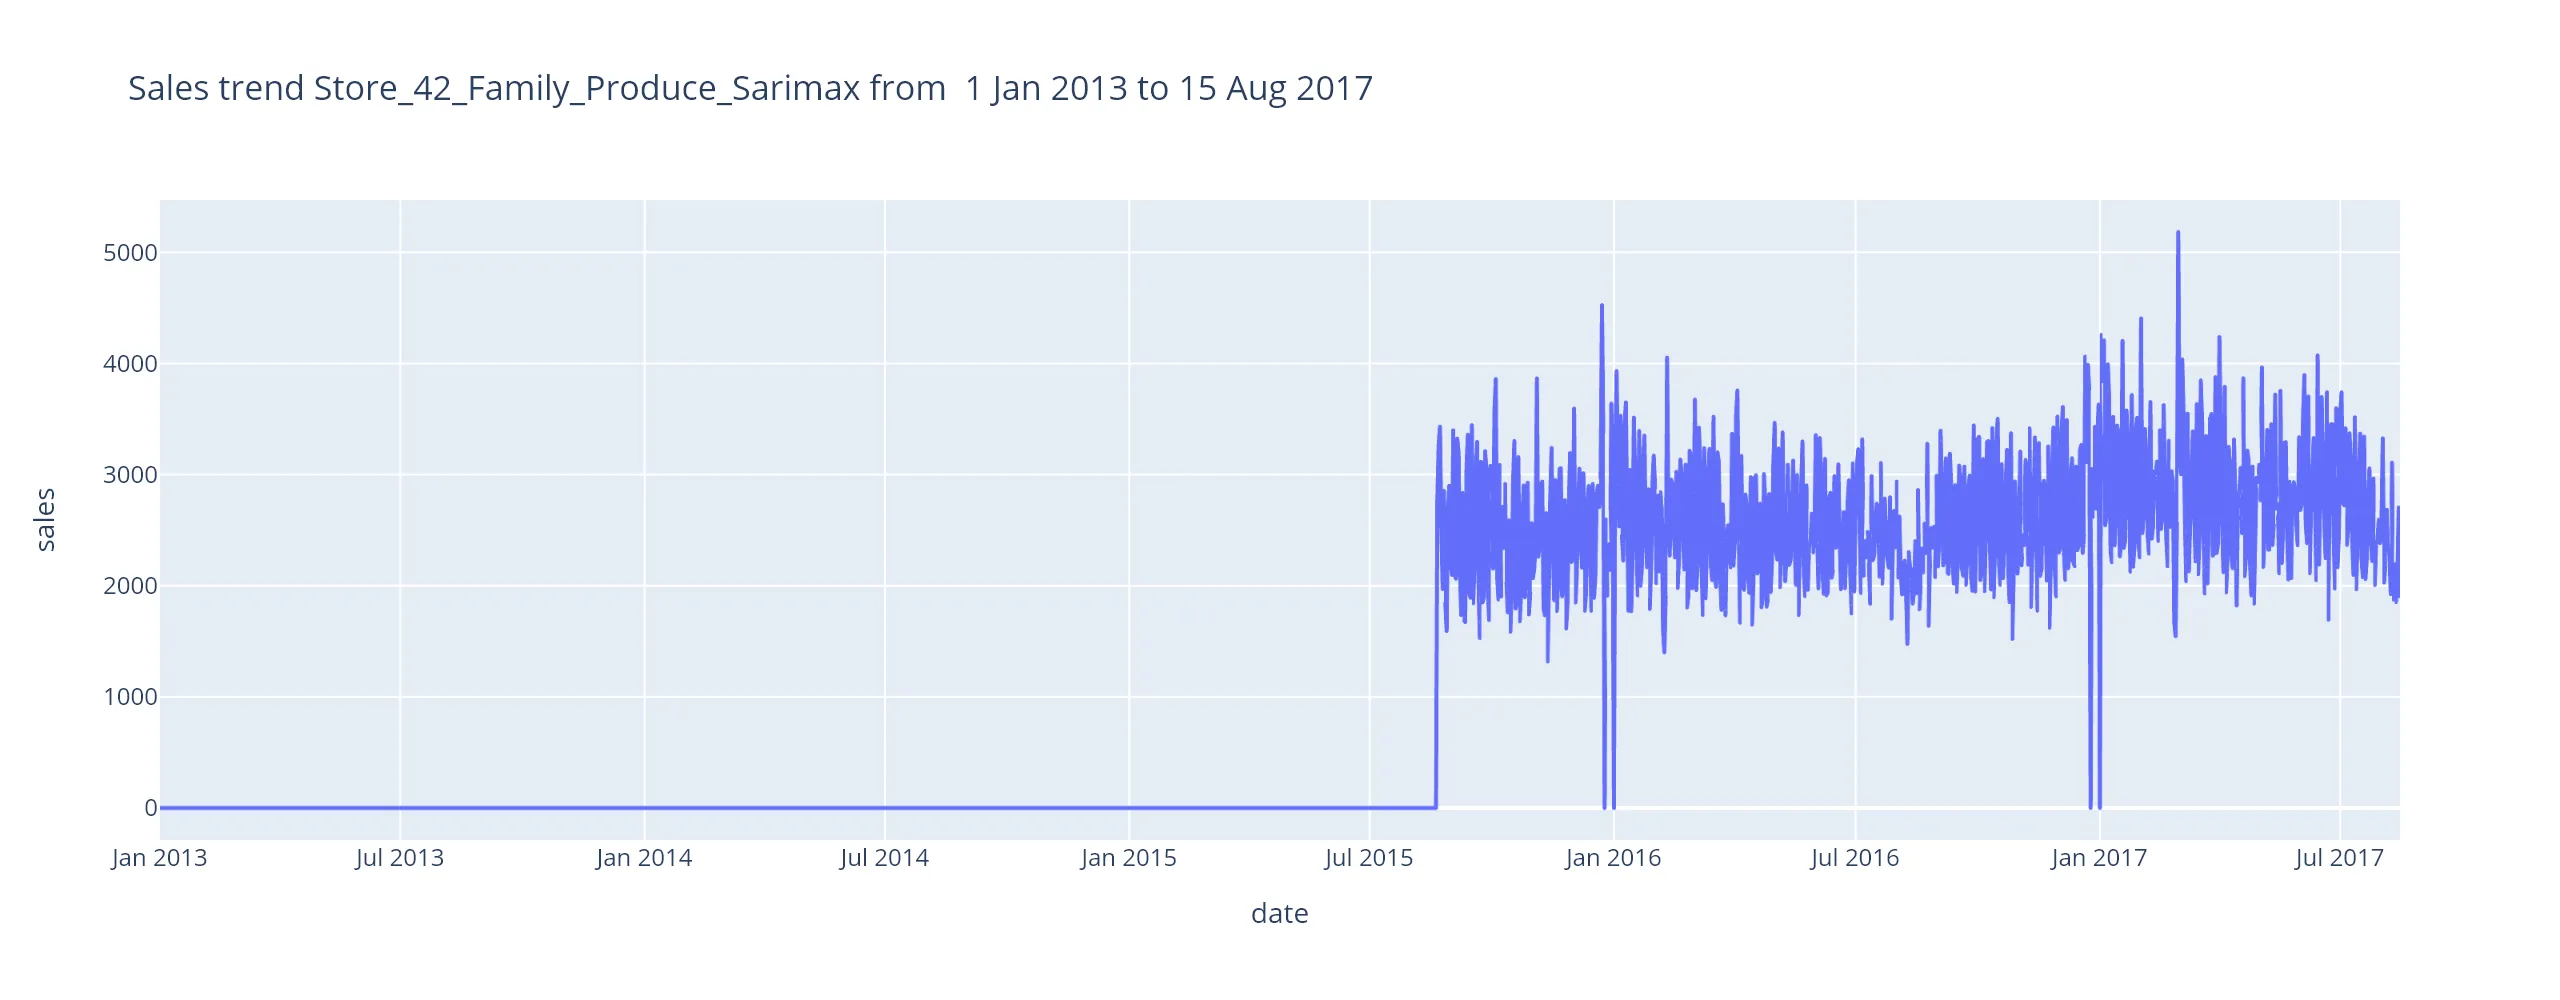 Sales trend Store_42_Family_Produce_Sarimax from  1 Jan 2013 to 15 Aug 2017
5000
4000
3000
2000
1000
0
sales
Jan 2013 Jul 2013 Jan 2014 Jul 2014 Jan 2015 Jul 2015 Jan 2016 Jul 2016 Jan 2017 Jul 2017
date